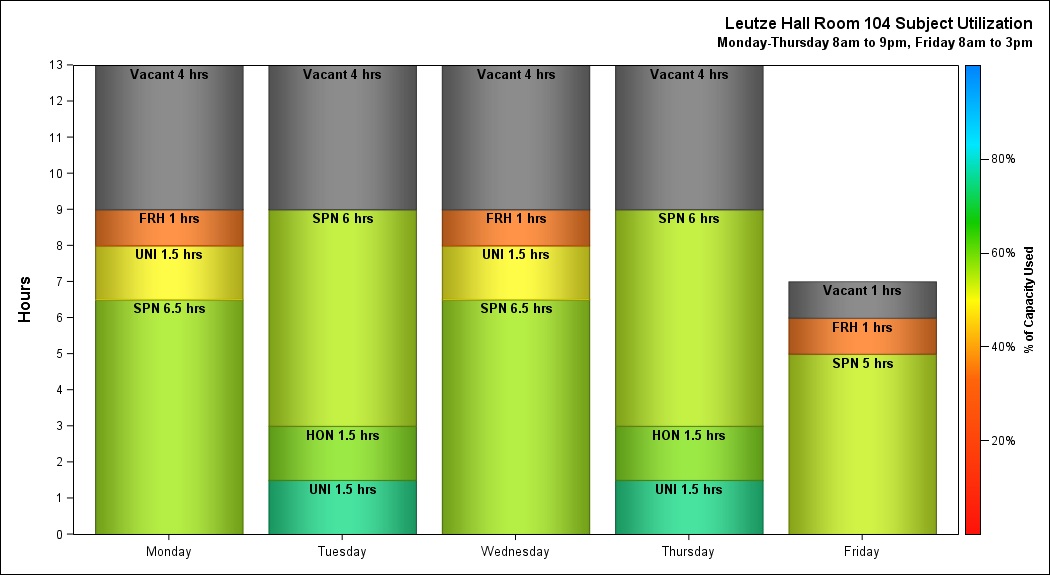 Leutze Hall Room 104 Subject Utilization
Monday-Thursday 8am to 9pm, Friday 8am to 3pm
Hours
13
12
11
10
9
8
7
6
5
4
3
2
1
0
Vacant 4 hrs
FRH 1 hrs
UNI 1.5 hrs
SPN 6.5 hrs
Monday
Vacant 4 hrs
SPN 6 hrs
HON 1.5 hrs
UNI 1.5 hrs
Tuesday
Vacant 4 hrs
FRH 1 hrs
UNI 1.5 hrs
SPN 6.5 hrs
Wednesday
Vacant 4 hrs
SPN 6 hrs
HON 1.5 hrs
UNI 1.5 hrs
Thursday
Vacant 1 hrs
FRH 1 hrs
SPN 5 hrs
Friday
80%
60%
40%
20%
% of Capacity Used